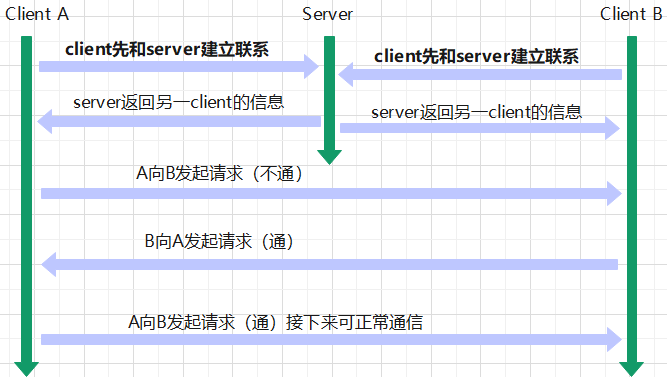 Client A
Server
Client B
client先和server建立联系
client先和server建立联系
server返回另一client的信息
server返回另一client的信息
A向B发起请求（不通）
B向A发起请求（通）
A向B发起请求（通）接下来可正常通信